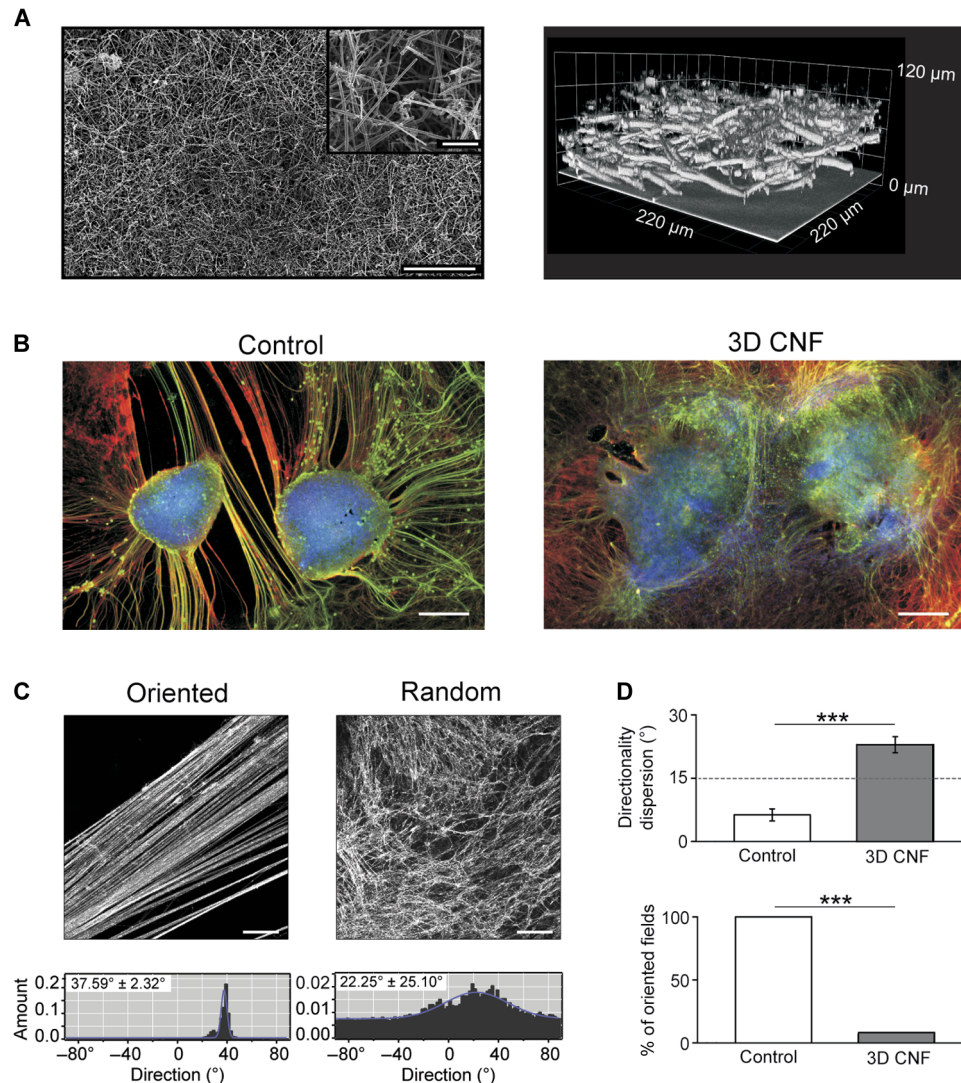 A
120 µm
0 µm
220 µm
220 µm
B
Control
3D CNF
C
Oriented
Random
0.2
0.1
0.0
Amount
37.59° ± 2.32°
−80° −40 0 40 80
Direction (°)
0.02
0.01
0.00
22.25° ± 25.10°
−80° −40 0 40 80
Direction (°)
D
Directionality
dispersion (°)
30
15
0
***
Control 3D CNF
% of oriented fields
100
50
0
***
Control 3D CNF